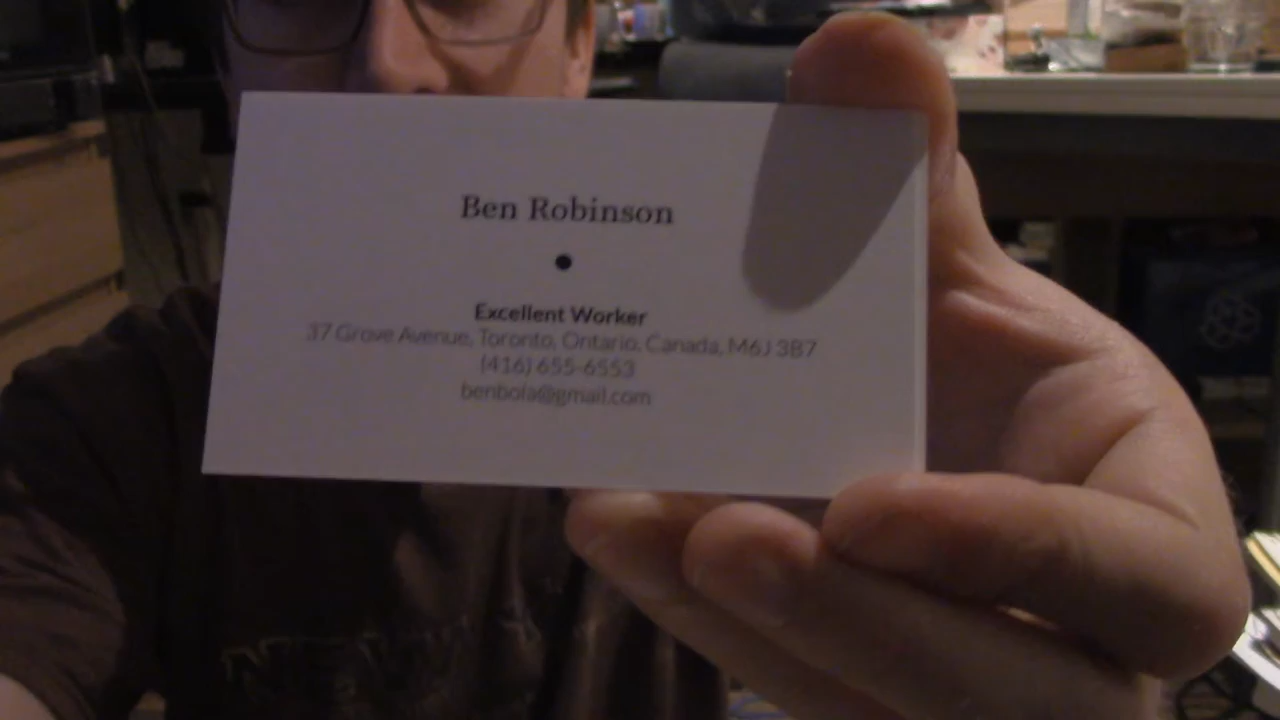 Ben Robinson
Excellent Worker
37 Grove Avenue, Toronto, Ontario, Canada, M6J 3B7
(416) 655-6553
benbola@gmail.com